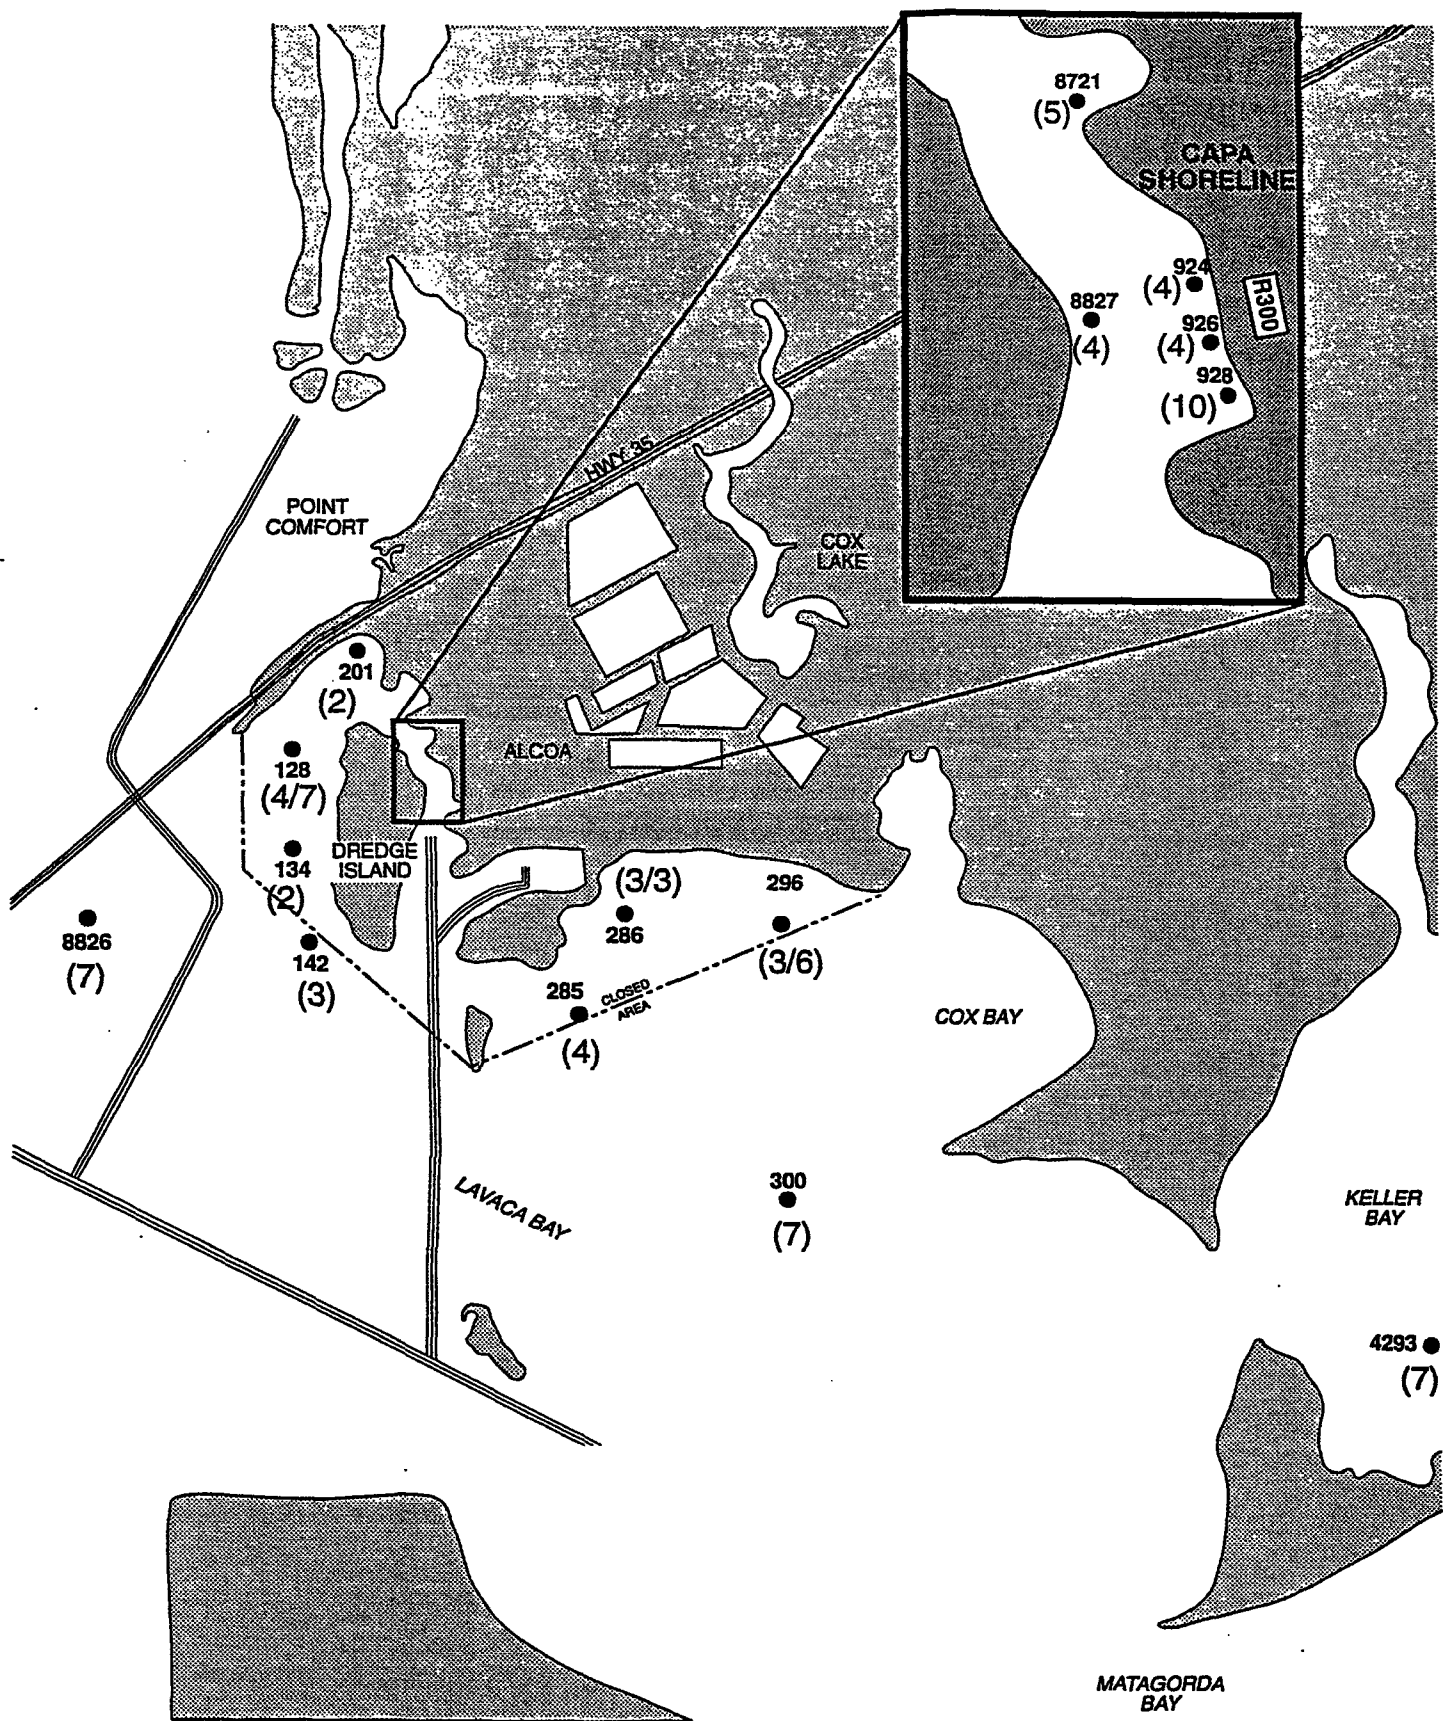 8721
(5)
CAPA
SHORELINE
924
(4)
R300
8827
(4)
926
(4)
928
(10)
HWY 35
POINT
COMFORT
COX
LAKE
201
(2)
128
(4/7)
ALCOA
134
(2)
DREDGE
ISLAND
(3/3)
286
296
(3/6)
8826
(7)
142
(3)
285
(4)
CLOSED
AREA
COX BAY
LAVACA BAY
300
(7)
KELLER
BAY
4293
(7)
MATAGORDA
BAY